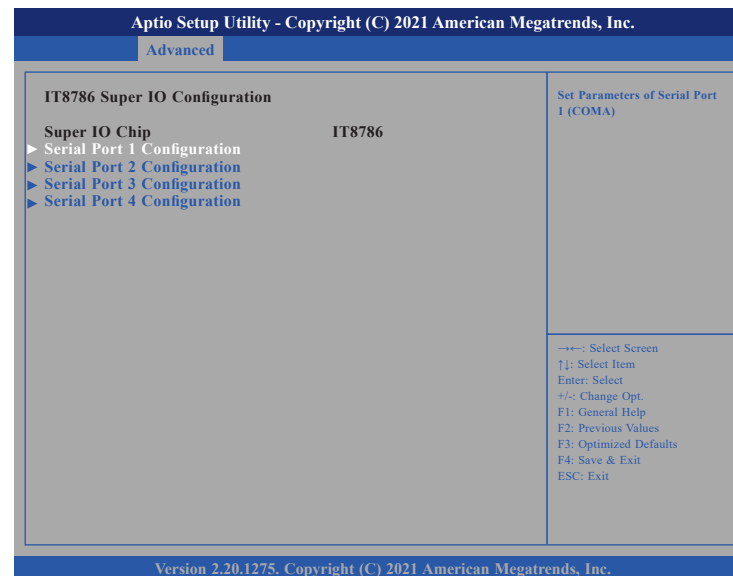 Aptio Setup Utility - Copyright (C) 2021 American Megatrends, Inc.
Advanced
IT8786 Super IO Configuration
Super IO Chip IT8786
► Serial Port 1 Configuration
► Serial Port 2 Configuration
► Serial Port 3 Configuration
► Serial Port 4 Configuration
Set Parameters of Serial Port
1 (COMA)
→←: Select Screen
↑↓: Select Item
Enter: Select
+/-: Change Opt.
F1: General Help
F2: Previous Values
F3: Optimized Defaults
F4: Save & Exit
ESC: Exit
Version 2.20.1275. Copyright (C) 2021 American Megatrends, Inc.